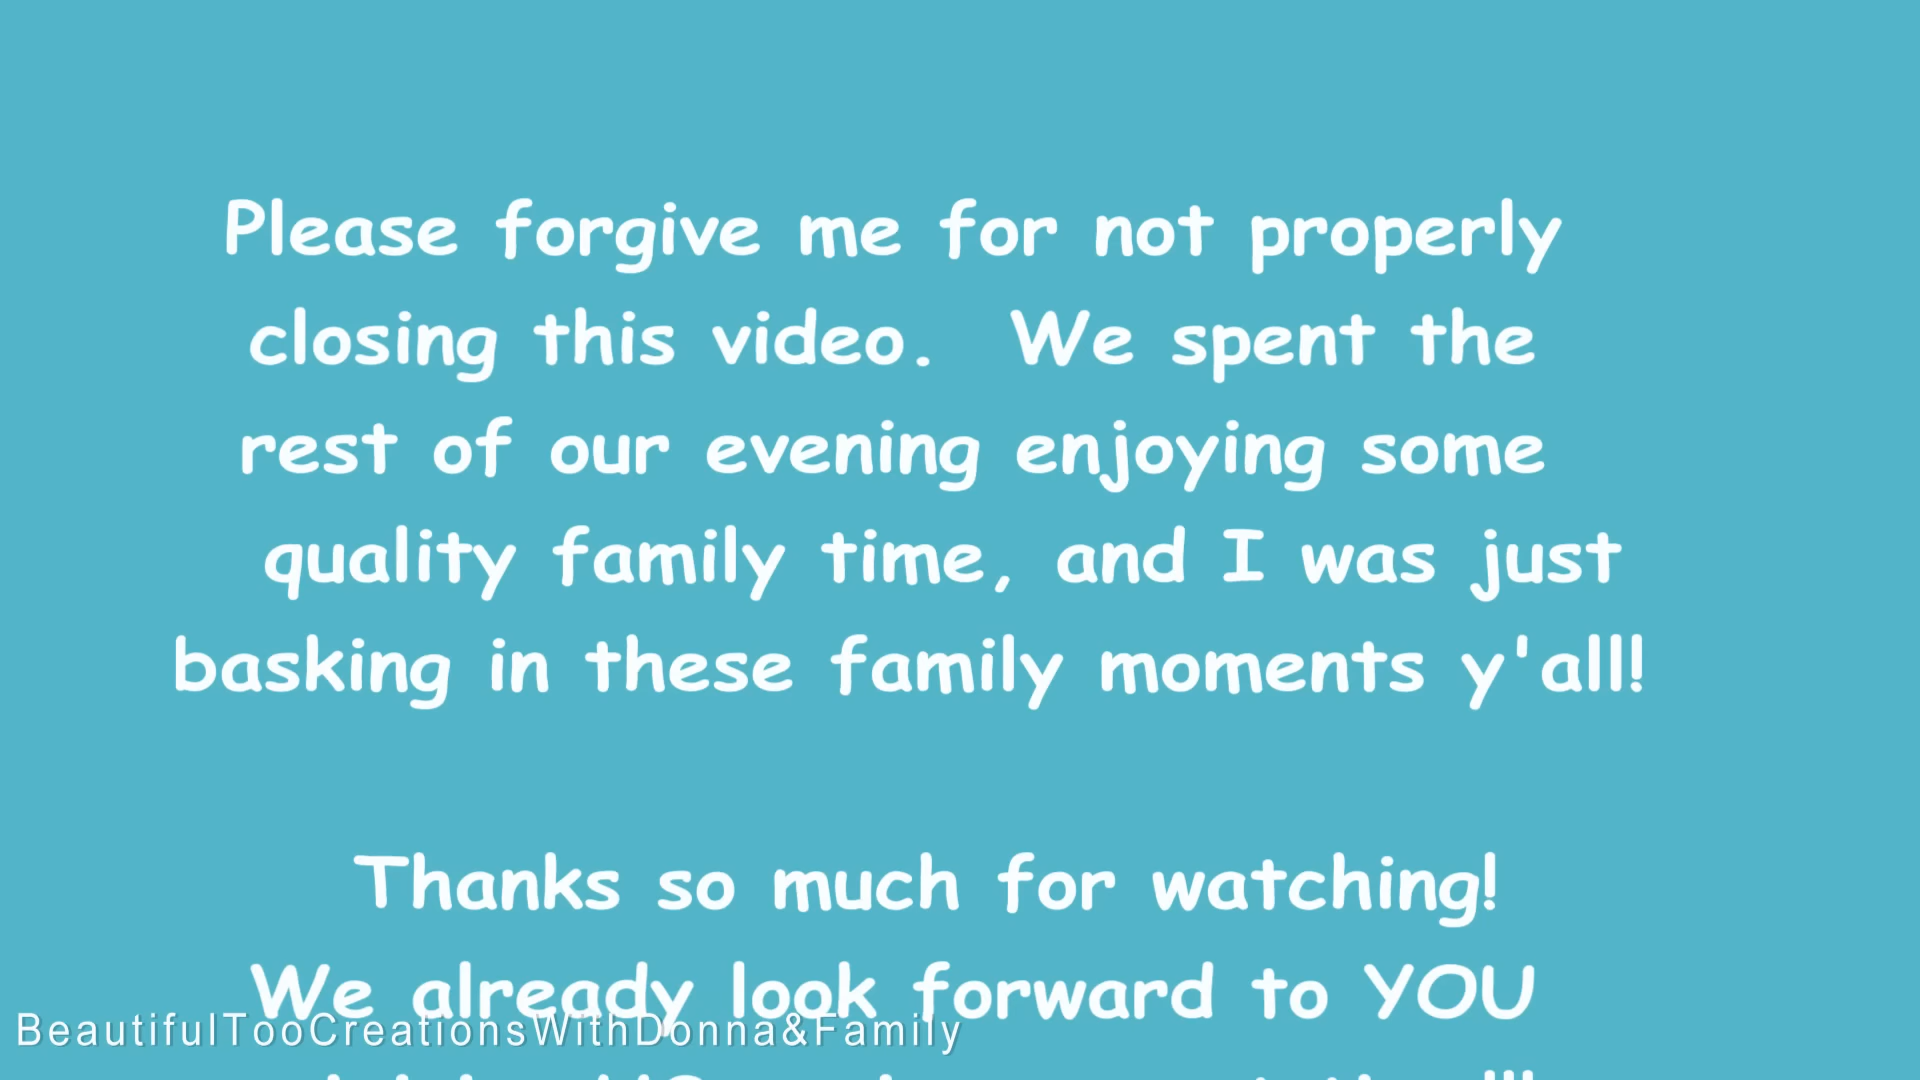 Please forgive me for not properly
closing this video.  We spent the
rest of our evening enjoying some
quality family time, and I was just
basking in these family moments y'all!
Thanks so much for watching!
We already look forward to YOU
BeautifulTooCreationsWithDonna&Family